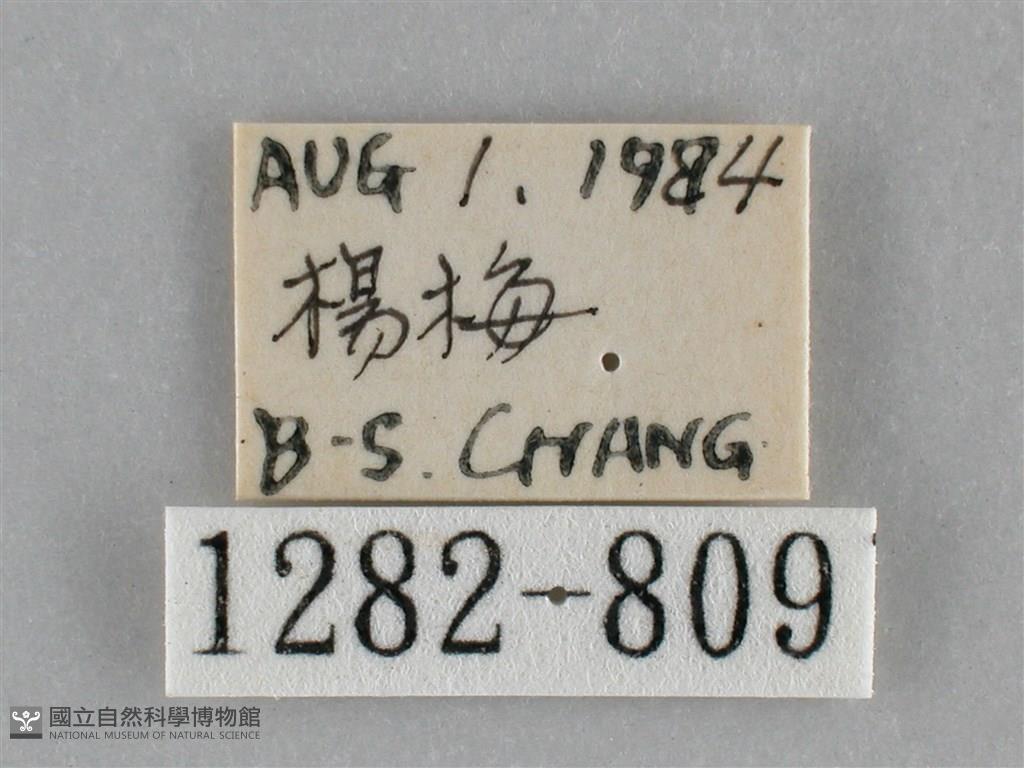 AUG 1. 1984
楊梅
B-S. CHANG
1282-809
國立自然科學博物館
NATIONAL MUSEUM OF NATURAL SCIENCE